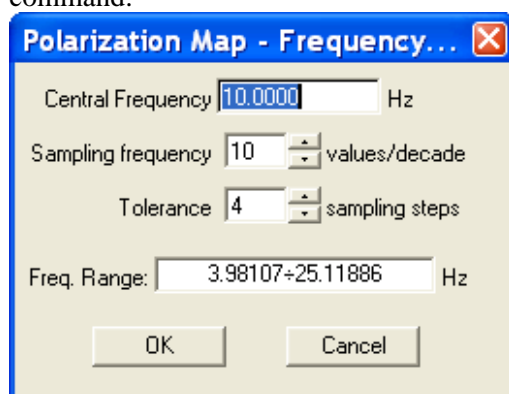 command.
Polarization Map - Frequency...
Central Frequency 10.0000 Hz
Sampling frequency 10 values/decade
Tolerance 4 sampling steps
Freq. Range: 3.98107÷25.11886 Hz
OK Cancel